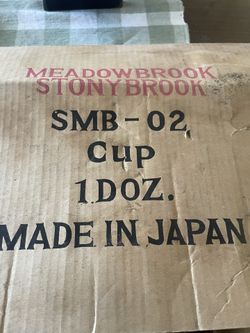 MEADOWBROOK
STONYBROOK
SMB-02
Cup
1 DOZ.
MADE IN JAPAN